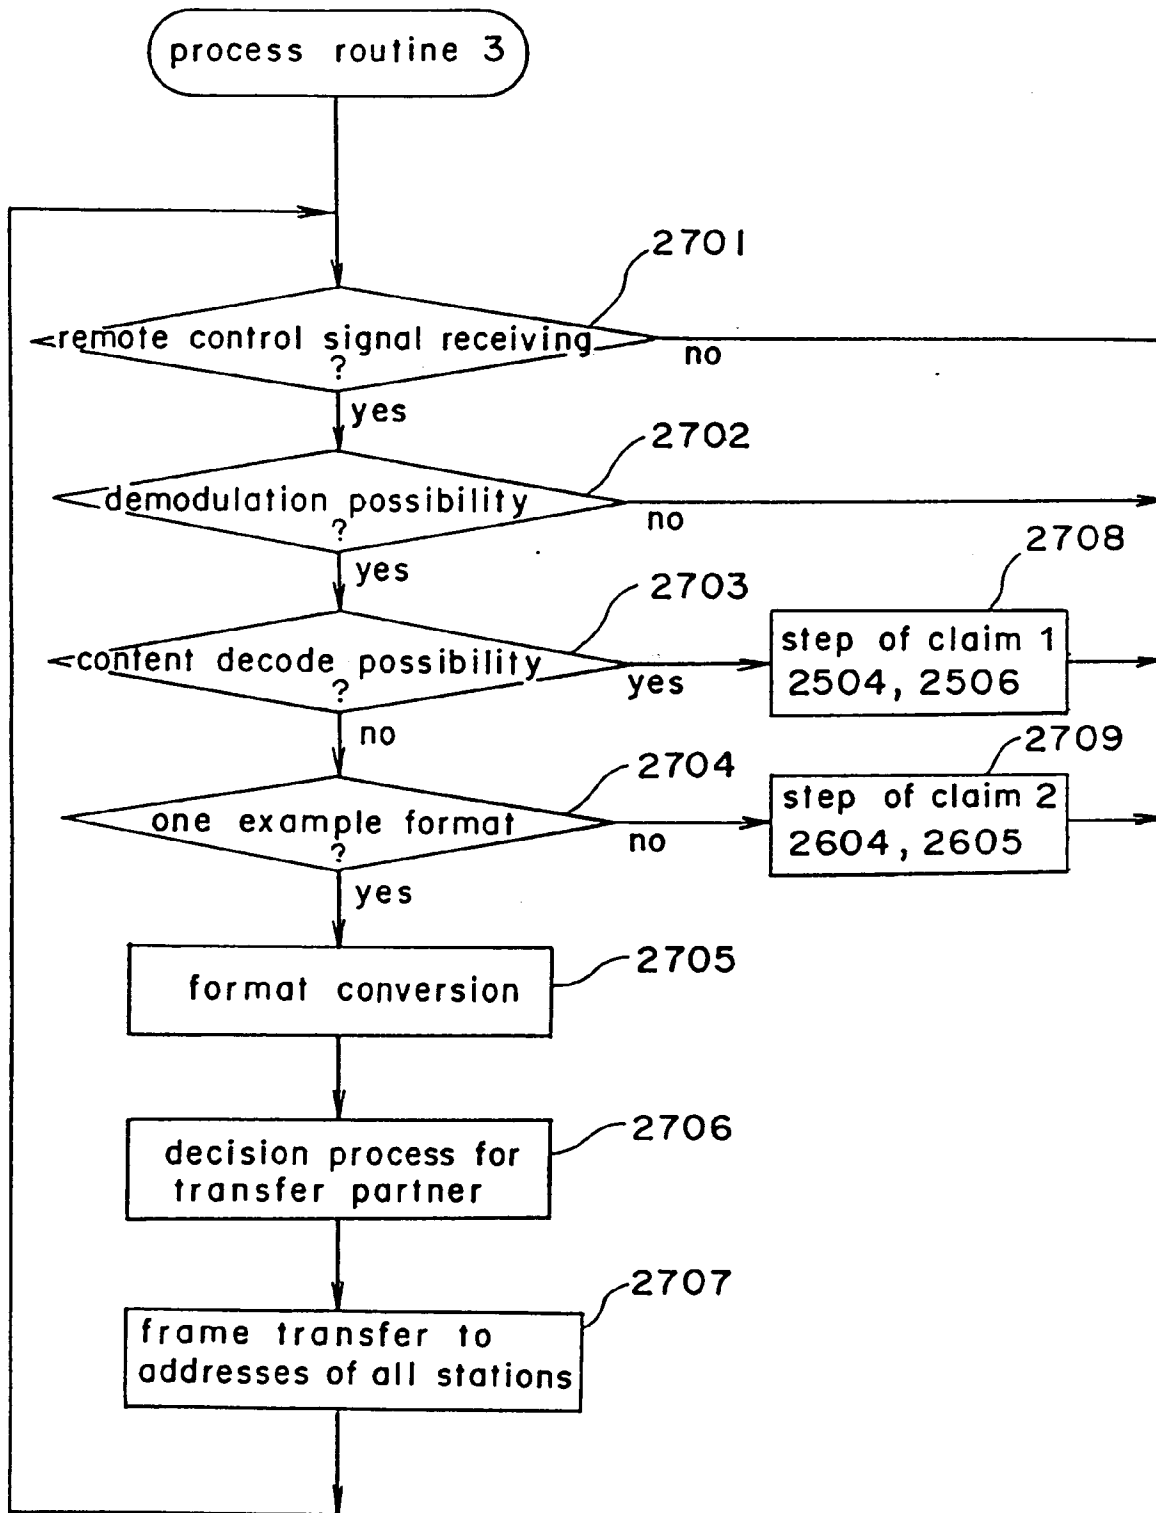 process routine 3
2701
remote control signal receiving
?
no
yes
2702
demodulation possibility
?
no
yes
2703
content decode possibility
?
yes
no
2708
step of claim 1
2504, 2506
2704
one example format
?
no
yes
2709
step of claim 2
2604, 2605
2705
format conversion
2706
decision process for
transfer partner
2707
frame transfer to
addresses of all stations